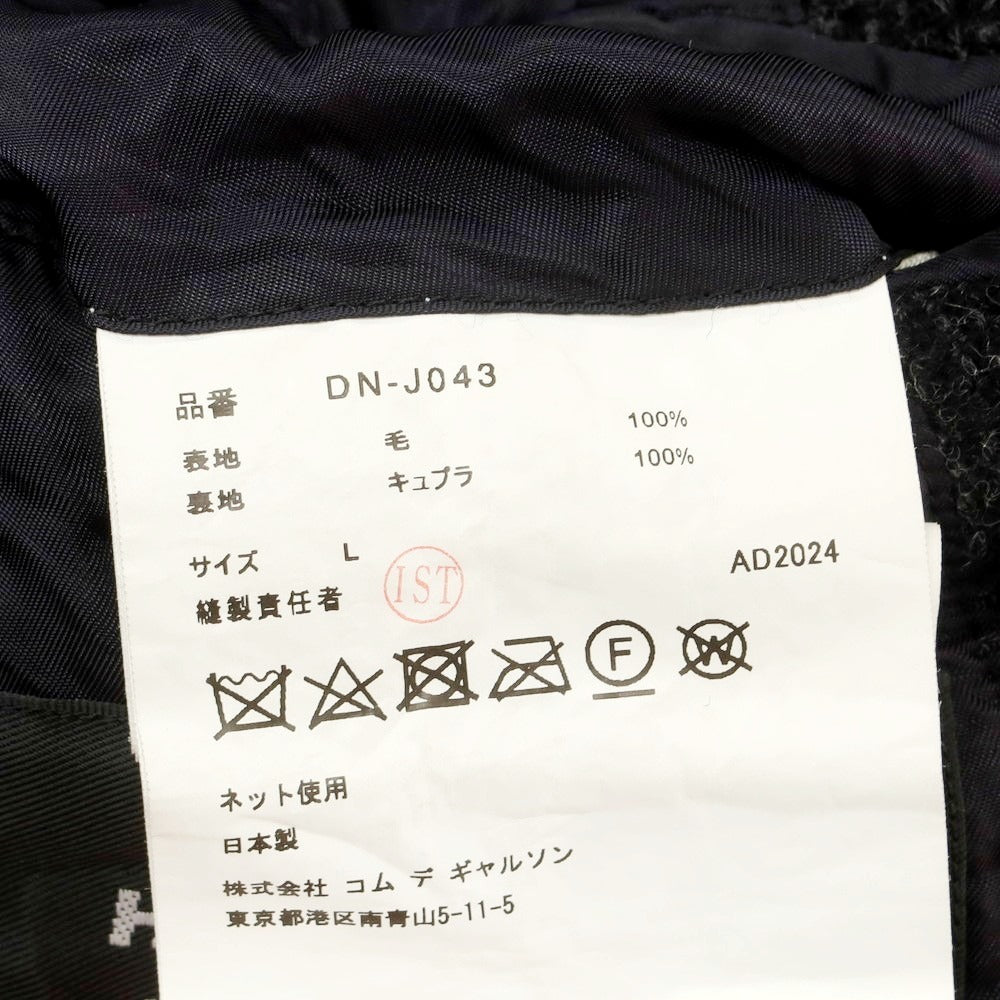 品番 DN-J043
表地 毛 100%
裏地 キュプラ 100%
サイズ L
AD2024
縫製責任者 IST
F W
ネット使用
日本製
株式会社 コム デ ギャルソン
東京都港区南青山5-11-5